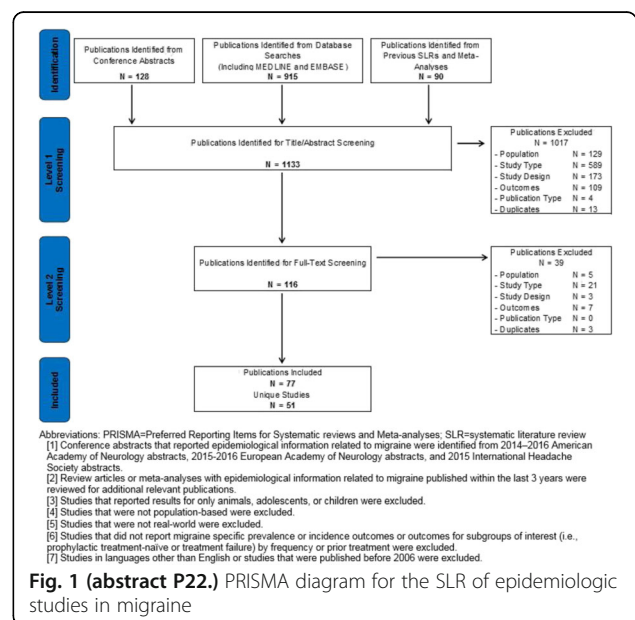 Identification
Publications Identified from
Conference Abstracts
N = 128
Publications Identified from Database
Searches
(Including MEDLINE and EMBASE )
N = 915
Publications Identified from
Previous SLRs and Meta-
Analyses
N = 90
Level 1
Screening
Publications Identified for Title/Abstract Screening
N = 1133
Publications Excluded
N = 1017
- Population N = 129
- Study Type N = 589
- Study Design N = 173
- Outcomes N = 109
- Publication Type N = 4
- Duplicates N = 13
Level 2
Screening
Publications Identified for Full-Text Screening
N = 116
Publications Excluded
N = 39
- Population N = 5
- Study Type N = 21
- Study Design N = 3
- Outcomes N = 7
- Publication Type N = 0
- Duplicates N = 3
Included
Publications Included
N = 77
Unique Studies
N = 51
Abbreviations: PRISMA=Preferred Reporting Items for Systematic reviews and Meta-analyses; SLR=systematic literature review
[1] Conference abstracts that reported epidemiological information related to migraine were identified from 2014–2016 American
Academy of Neurology abstracts, 2015-2016 European Academy of Neurology abstracts, and 2015 International Headache
Society abstracts.
[2] Review articles or meta-analyses with epidemiological information related to migraine published within the last 3 years were
reviewed for additional relevant publications.
[3] Studies that reported results for only animals, adolescents, or children were excluded.
[4] Studies that were not population-based were excluded.
[5] Studies that were not real-world were excluded.
[6] Studies that did not report migraine specific prevalence or incidence outcomes or outcomes for subgroups of interest (i.e.,
prophylactic treatment-naïve or treatment failure) by frequency or prior treatment were excluded.
[7] Studies in languages other than English or studies that were published before 2006 were excluded.
Fig. 1 (abstract P22.) PRISMA diagram for the SLR of epidemiologic
studies in migraine